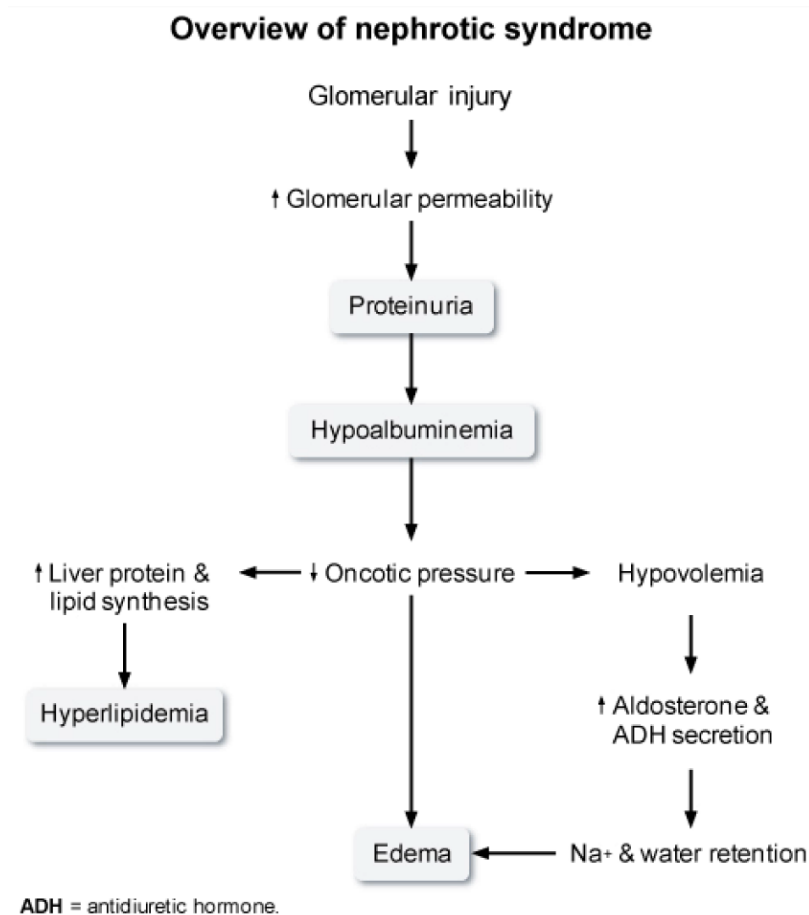 Overview of nephrotic syndrome
Glomerular injury
↑ Glomerular permeability
Proteinuria
Hypoalbuminemia
↑ Liver protein &
lipid synthesis
↓ Oncotic pressure
Hypovolemia
Hyperlipidemia
↑ Aldosterone &
ADH secretion
Edema
Na+ & water retention
ADH = antidiuretic hormone.